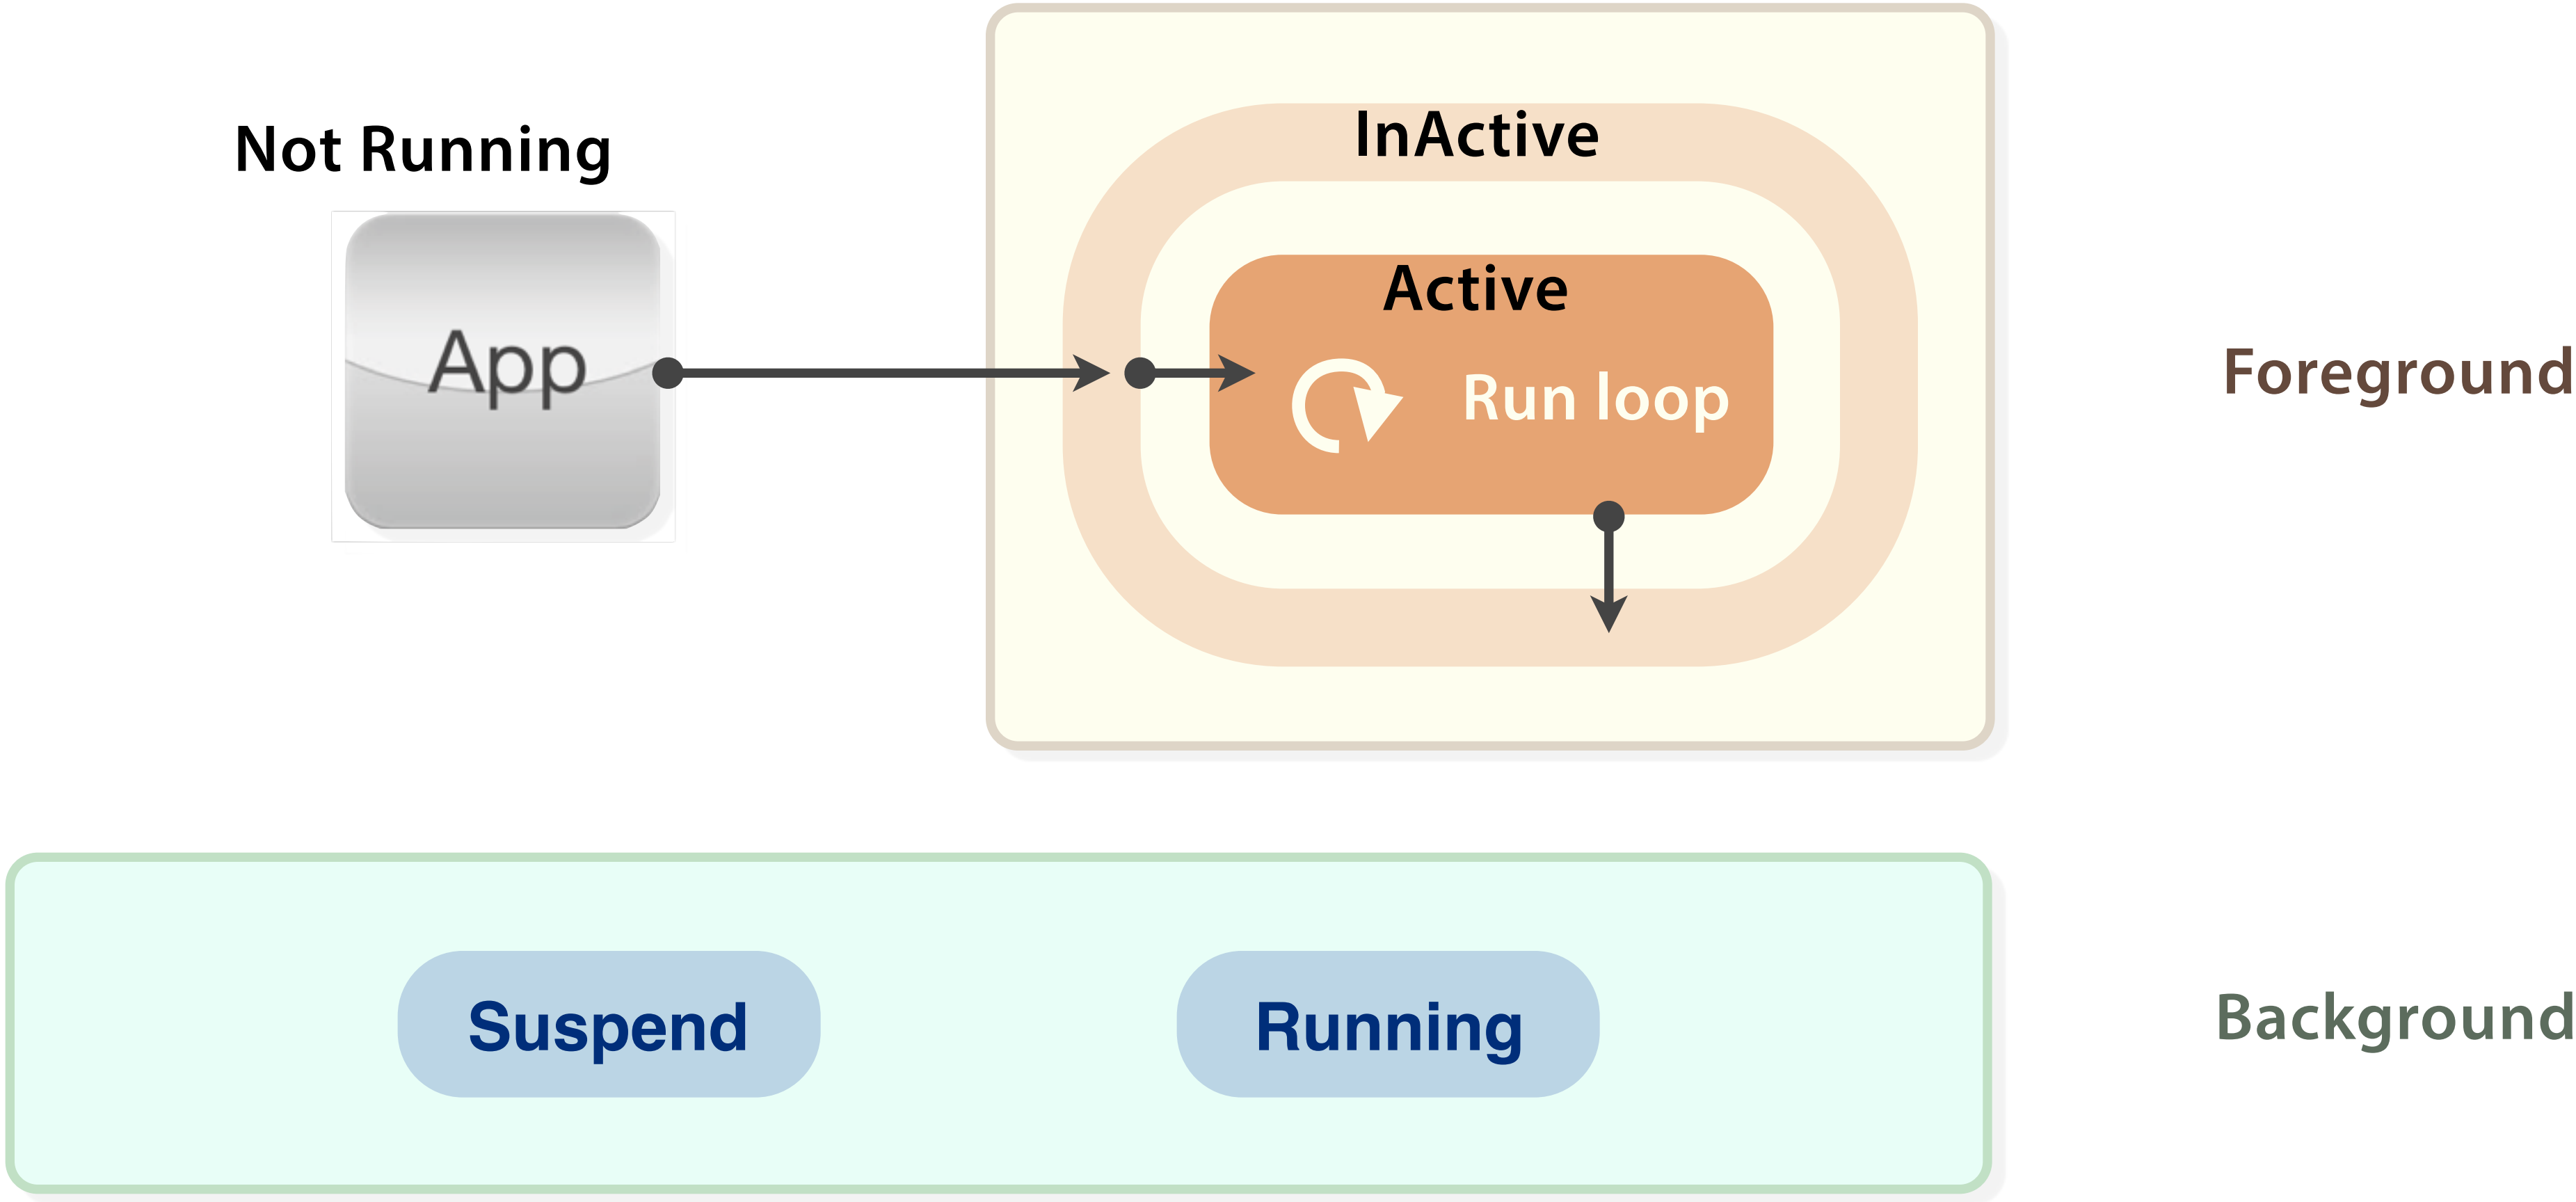 Not Running
App
InActive
Active
Run loop
Foreground
Suspend
Running
Background